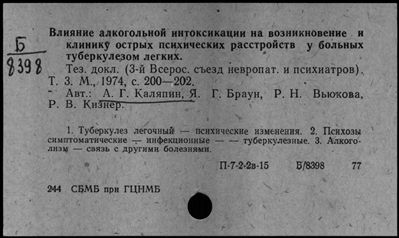 Б
8398
Влияние алкогольной интоксикации на возникновение и
клинику острых психических расстройств у больных
туберкулезом легких.
Тез. докл. (3-й Всерос. съезд невропат. и психиатров).
Т. 3. М., 1974, с. 200—202.
Авт.: А. Г. Каляпин, Я. Г. Браун, Р. Н. Вьюкова,
Р. В. Кизнер.
1. Туберкулез легочный — психические изменения. 2. Психозы
симптоматические — инфекционные — — туберкулезные. 3. Алкого-
лизм — связь с другими болезнями.
П-7-2-2в-15 Б/8398 77
244 СБМБ при ГЦНМБ